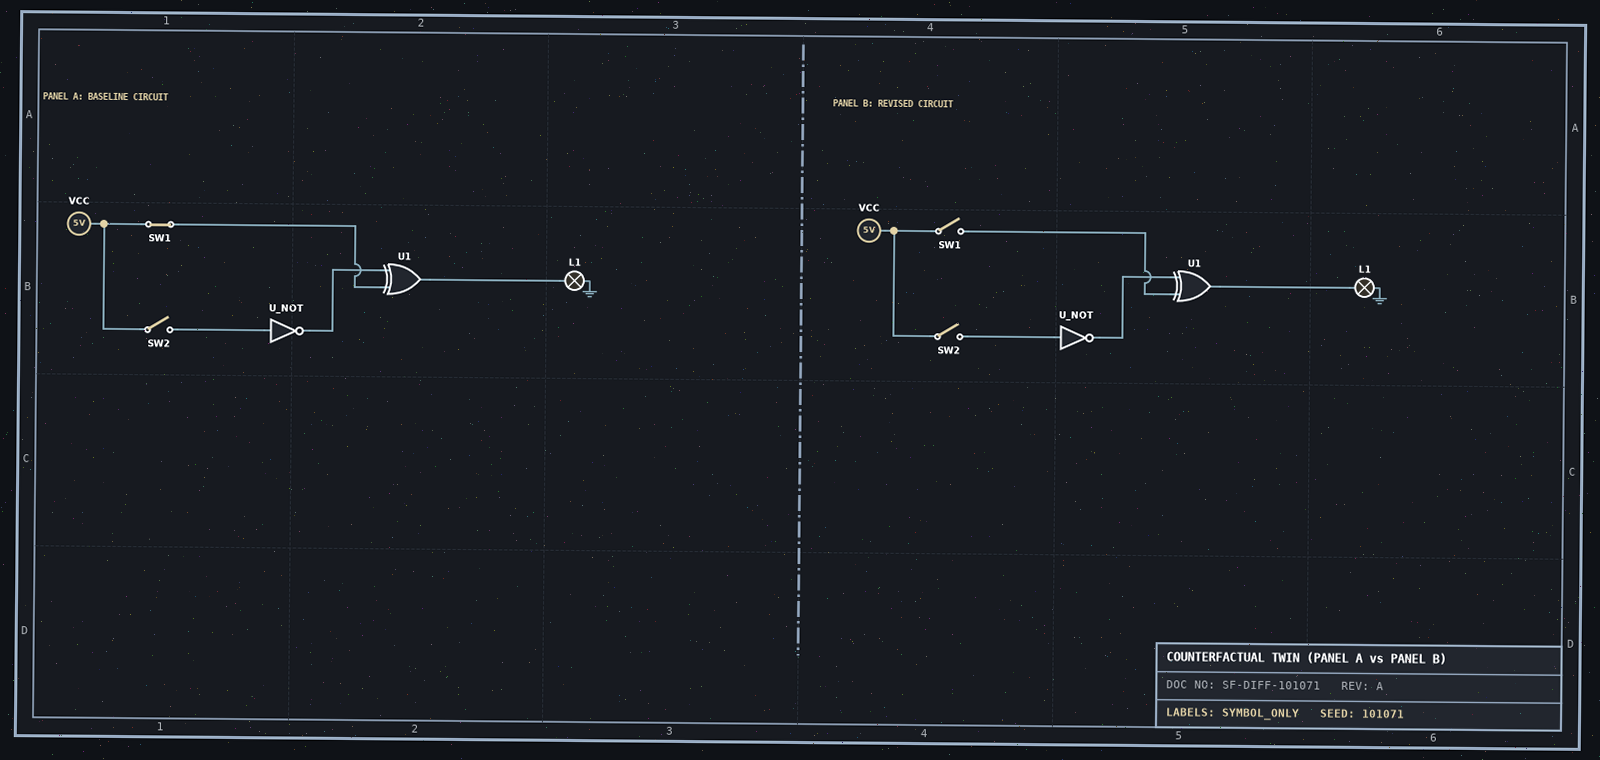 1 2 3 4 5 6
A A
B B
C C
D D
PANEL A: BASELINE CIRCUIT
VCC
5V
SW1
U1
L1
U_NOT
SW2
PANEL B: REVISED CIRCUIT
VCC
5V
SW1
U1
L1
U_NOT
SW2
COUNTERFACTUAL TWIN (PANEL A vs PANEL B)
DOC NO: SF-DIFF-101071 REV: A
LABELS: SYMBOL_ONLY SEED: 101071
1 2 3 4 5 6